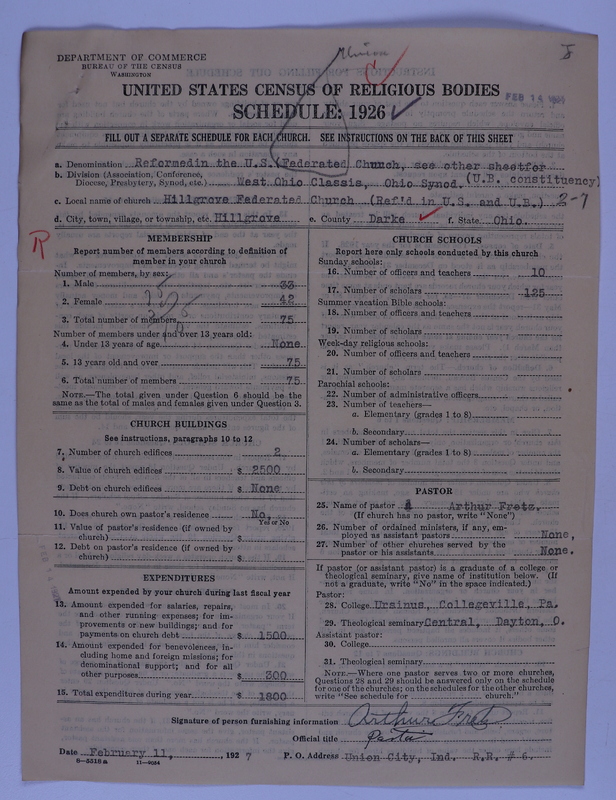 DEPARTMENT OF COMMERCE
BUREAU OF THE CENSUS
WASHINGTON
UNITED STATES CENSUS OF RELIGIOUS BODIES
SCHEDULE: 1926
FILL OUT A SEPARATE SCHEDULE FOR EACH CHURCH. SEE INSTRUCTIONS ON THE BACK OF THIS SHEET
a. Denomination Reformedin the U.S.(Federated Church, see other sheetfor
b. Division (Association, Conference, (U.B. constituency)
Diocese, Presbytery, Synod, etc.) West Ohio Classis, Ohio Synod.
c. Local name of church Hillgrove Federated Church (Ref'd in U.S. and U.B.) 3-7
d. City, town, village, or township, etc. Hillgrove e. County Darke f. State Ohio.
R
MEMBERSHIP
Report number of members according to definition of
member in your church
Number of members, by sex:
1. Male 33
2. Female 42
3. Total number of members 75
Number of members under and over 13 years old:
4. Under 13 years of age None
5. 13 years old and over 75
6. Total number of members 75
NOTE.—The total given under Question 6 should be
same as the total of males and females given under Question 3.
CHURCH BUILDINGS
See instructions, paragraphs 10 to 12
7. Number of church edifices 2
8. Value of church edifices $ 2500
9. Debt on church edifices $ None
10. Does church own pastor's residence? No.
Yes or No
11. Value of pastor's residence (if owned by
church) $
12. Debt on pastor's residence (if owned by
church) $
EXPENDITURES
Amount expended by your church during last fiscal year
13. Amount expended for salaries, repairs,
and other running expenses; for im-
provements or new buildings; and for
payments on church debt $ 1500
14. Amount expended for benevolences, in-
cluding home and foreign missions; for
denominational support; and for all
other purposes $ 300
15. Total expenditures during year $ 1800
CHURCH SCHOOLS
Report here only schools conducted by this church
Sunday schools:
16. Number of officers and teachers 10
17. Number of scholars 125
Summer vacation Bible schools:
18. Number of officers and teachers
19. Number of scholars
Week-day religious schools:
20. Number of officers and teachers
21. Number of scholars
Parochial schools:
22. Number of administrative officers
23. Number of teachers—
a. Elementary (grades 1 to 8)
b. Secondary
24. Number of scholars—
a. Elementary (grades 1 to 8)
b. Secondary
PASTOR
25. Name of pastor Arthur Fretz.
(If church has no pastor, write "None")
26. Number of ordained ministers, if any, em-
ployed as assistant pastors None.
27. Number of other churches served by the
pastor or his assistants None.
If pastor (or assistant pastor) is a graduate of a college or
theological seminary, give name of institution below. (If
not a graduate, write "No" in the space indicated.)
Pastor:
28. College Ursinus, Collegeville, Pa.
29. Theological seminary Central, Dayton, O.
Assistant pastor:
30. College
31. Theological seminary
NOTE.—Where one pastor serves two or more churches,
Questions 28 and 29 should be answered only on the schedule
for one of the churches; on the schedules for the other churches,
write "See schedule for church."
Signature of person furnishing information Arthur Fretz
Official title Pastor
Date February 11, 1927 P. O. Address Union City, Ind. R.R. # 6.
8-5518a 11-9054